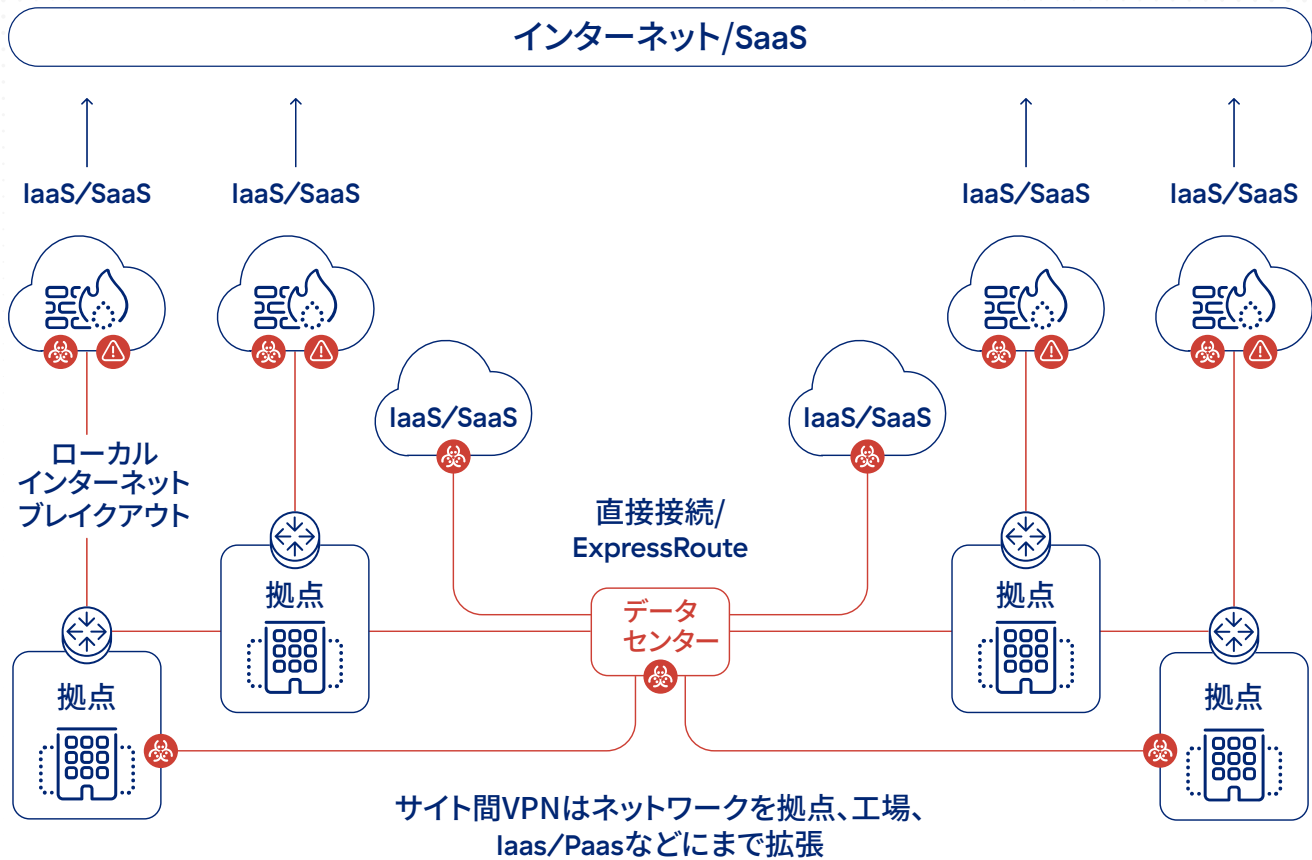 インターネット/SaaS
IaaS/SaaS
IaaS/SaaS
IaaS/SaaS
IaaS/SaaS
IaaS/SaaS
IaaS/SaaS
ローカル
インターネット
ブレイクアウト
直接接続/
ExpressRoute
拠点
拠点
データ
センター
拠点
拠点
サイト間VPNはネットワークを拠点、工場、
Iaas/Paasなどにまで拡張